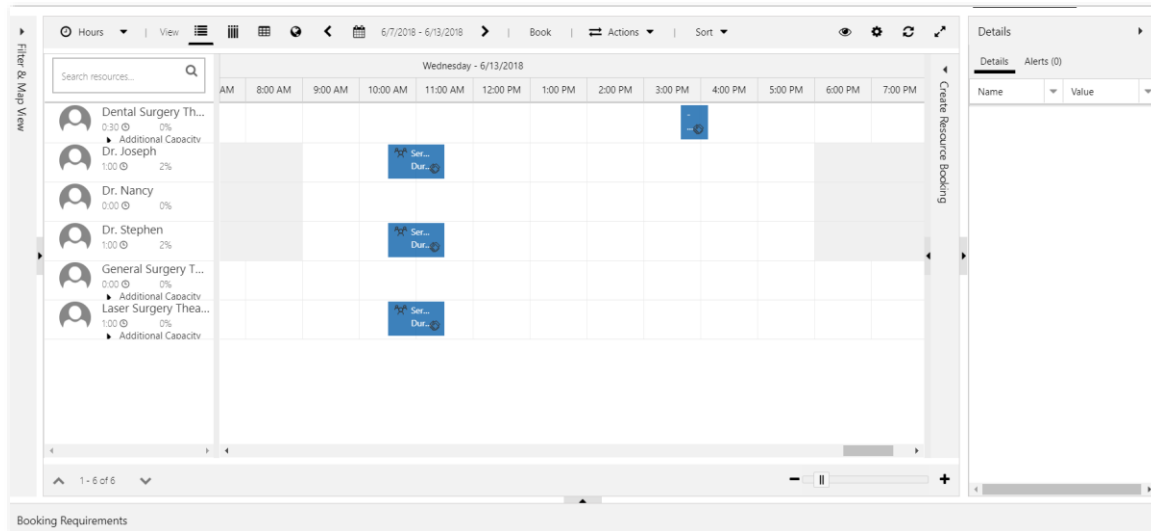 Hours View 6/7/2018 - 6/13/2018 Book Actions Sort
Filter & Map View
Search resources...
Wednesday - 6/13/2018
AM 8:00 AM 9:00 AM 10:00 AM 11:00 AM 12:00 PM 1:00 PM 2:00 PM 3:00 PM 4:00 PM 5:00 PM 6:00 PM 7:00 PM
Dental Surgery Th...
0:30 0%
Additional Capacity
- 
...
Dr. Joseph
1:00 2%
Ser...
Dur...
Dr. Nancy
0:00 0%
Dr. Stephen
1:00 2%
Ser...
Dur...
General Surgery T...
0:00 0%
Additional Capacity
Laser Surgery Thea...
1:00 0%
Additional Capacity
Ser...
Dur...
1 - 6 of 6
Create Resource Booking
Details
Details Alerts (0)
Name Value
Booking Requirements